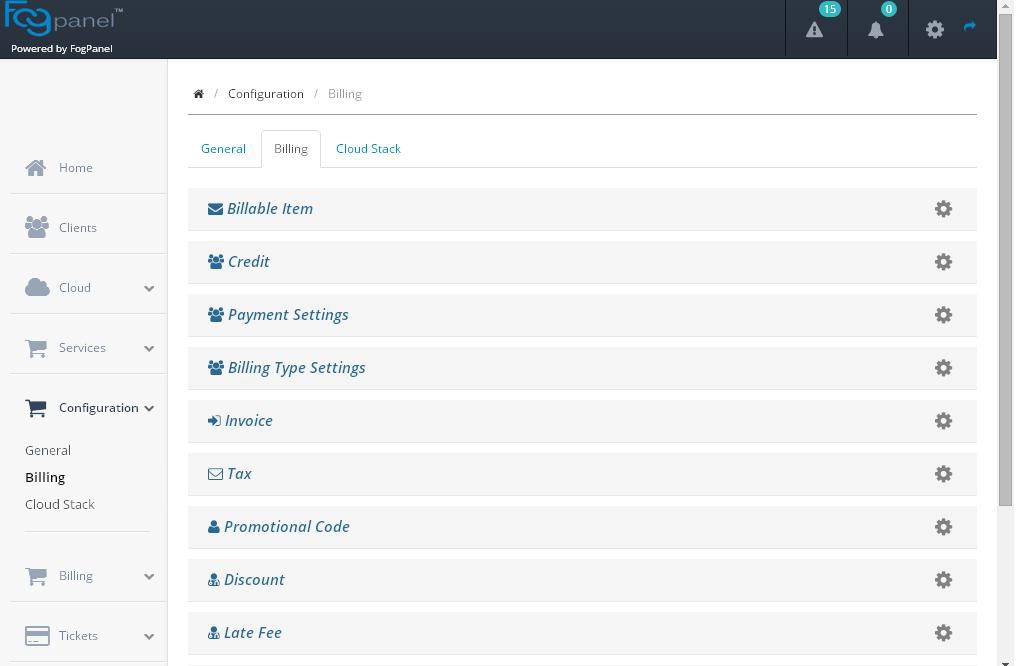 Fogpanel™
Powered by FogPanel
15
0
/ Configuration / Billing
General Billing Cloud Stack
Home
Clients
Cloud
Services
Configuration
General
Billing
Cloud Stack
Billing
Tickets
Billable Item
Credit
Payment Settings
Billing Type Settings
Invoice
Tax
Promotional Code
Discount
Late Fee